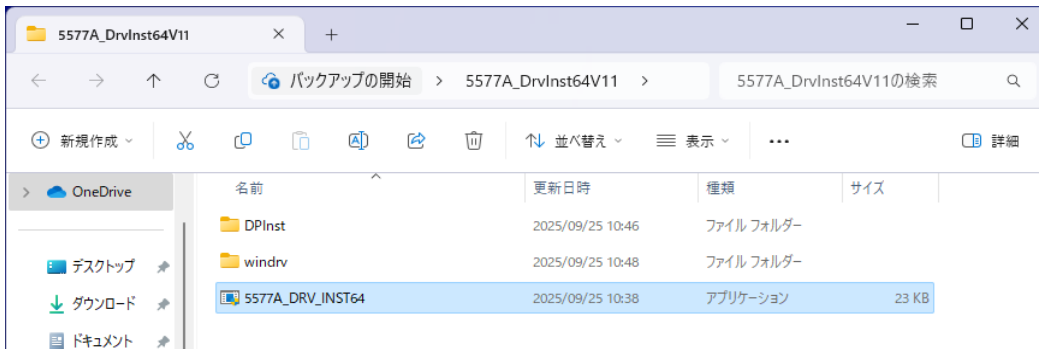 5577A_DrvInst64V11
バックアップの開始 > 5577A_DrvInst64V11 > 5577A_DrvInst64V11の検索
新規作成 並べ替え 表示 ... 詳細
OneDrive
デスクトップ
ダウンロード
ドキュメント
名前 更新日時 種類 サイズ
DPInst 2025/09/25 10:46 ファイル フォルダー
windrv 2025/09/25 10:48 ファイル フォルダー
5577A_DRV_INST64 2025/09/25 10:38 アプリケーション 23 KB